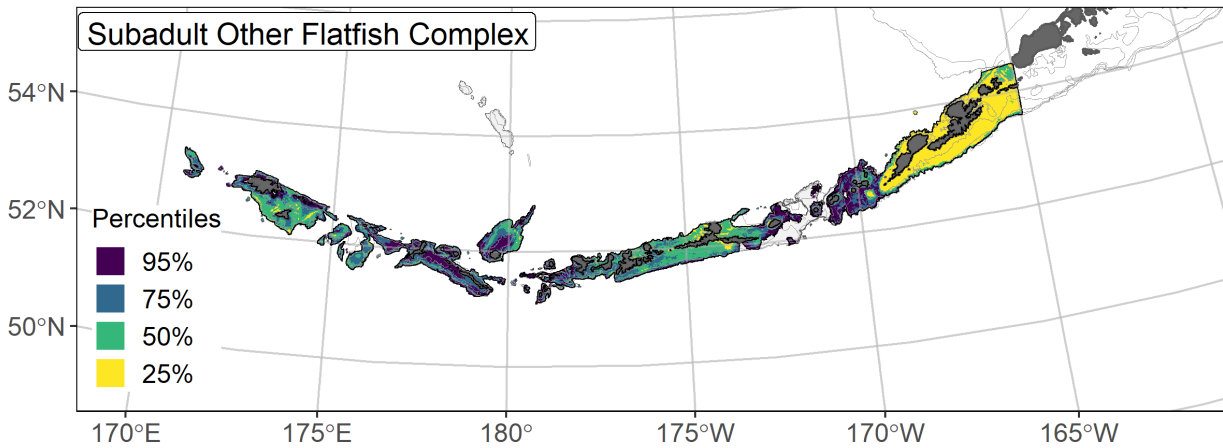 Subadult Other Flatfish Complex
54°N
52°N
50°N
Percentiles
95%
75%
50%
25%
170°E
175°E
180°
175°W
170°W
165°W